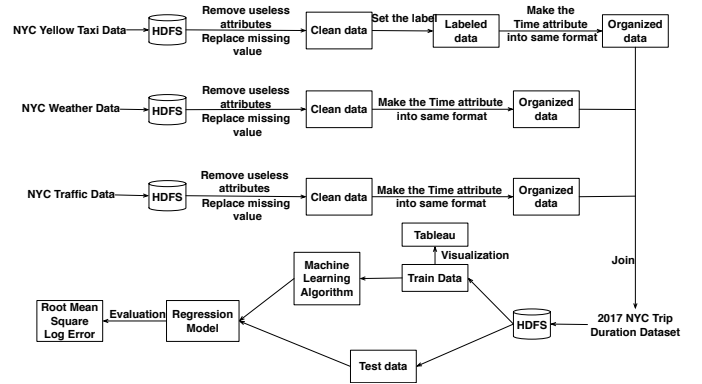 Remove useless
attributes
Replace missing
value
NYC Yellow Taxi Data
HDFS
Clean data
Set the label
Labeled
data
Make the
Time attribute
into same format
Organized
data
NYC Weather Data
HDFS
Remove useless
attributes
Replace missing
value
Clean data
Make the Time attribute
into same format
Organized
data
NYC Traffic Data
HDFS
Remove useless
attributes
Replace missing
value
Clean data
Make the Time attribute
into same format
Organized
data
Join
Tableau
Visualization
Train Data
Machine
Learning
Algorithm
Root Mean
Square
Log Error
Evaluation
Regression
Model
HDFS
2017 NYC Trip
Duration Dataset
Test data